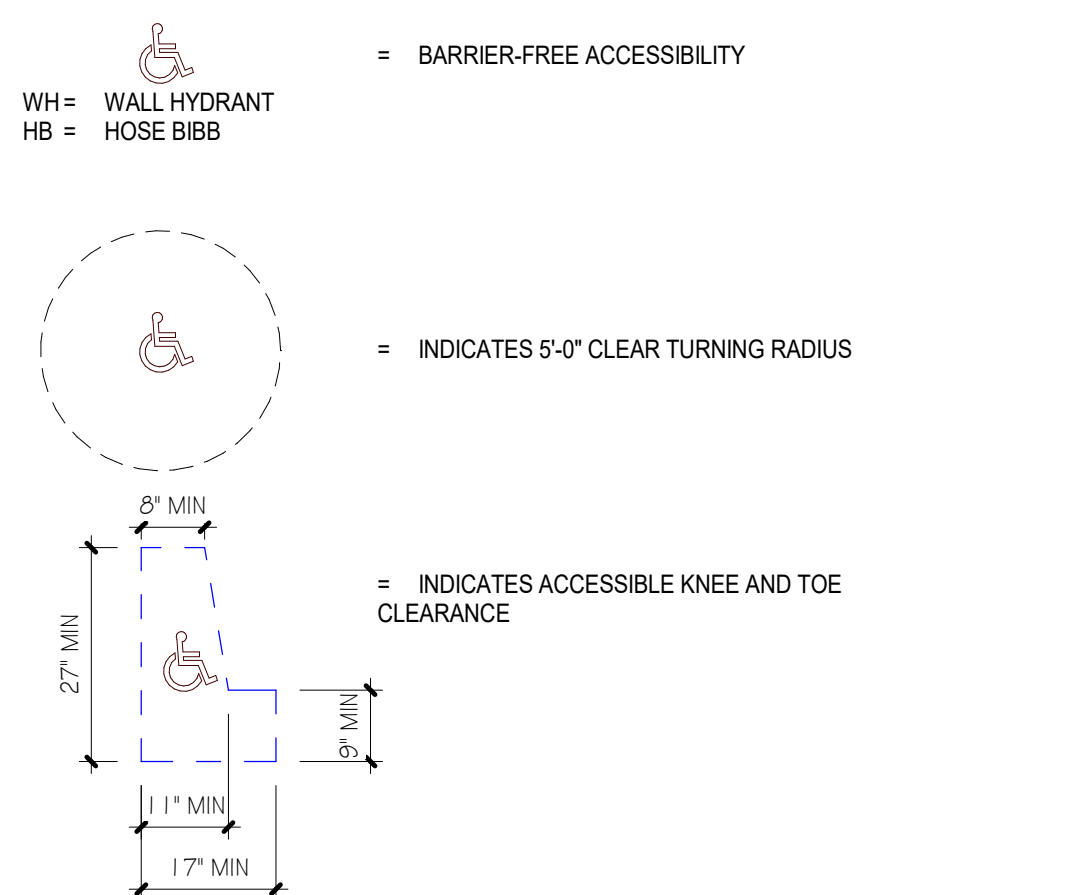 = BARRIER-FREE ACCESSIBILITY
WH = WALL HYDRANT
HB = HOSE BIBB
= INDICATES 5'-0" CLEAR TURNING RADIUS
8" MIN
= INDICATES ACCESSIBLE KNEE AND TOE
CLEARANCE
27" MIN
9" MIN
11" MIN
17" MIN